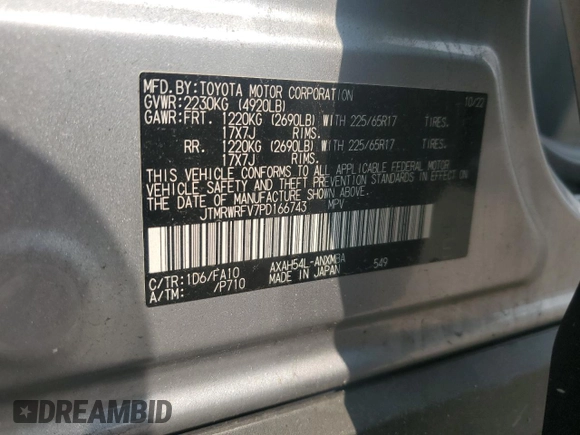 MFD.BY:TOYOTA MOTOR CORPORATION 10/22
GVWR:2230KG (4920LB)
GAWR:FRT. 1220KG (2690LB) WITH 225/65R17 TIRES.
17X7J RIMS.
RR. 1220KG (2690LB) WITH 225/65R17 TIRES.
17X7J RIMS.
THIS VEHICLE CONFORMS TO ALL APPLICABLE FEDERAL MOTOR
VEHICLE SAFETY AND THEFT PREVENTION STANDARDS IN EFFECT ON
THE DATE OF MANUFACTURE SHOWN ABOVE.
JTMRWRFV7PD166743 MPV
C/TR:1D6/FA10 AXAH54L-ANXMBA 549
A/TM: /P710 MADE IN JAPAN
DREAMBID